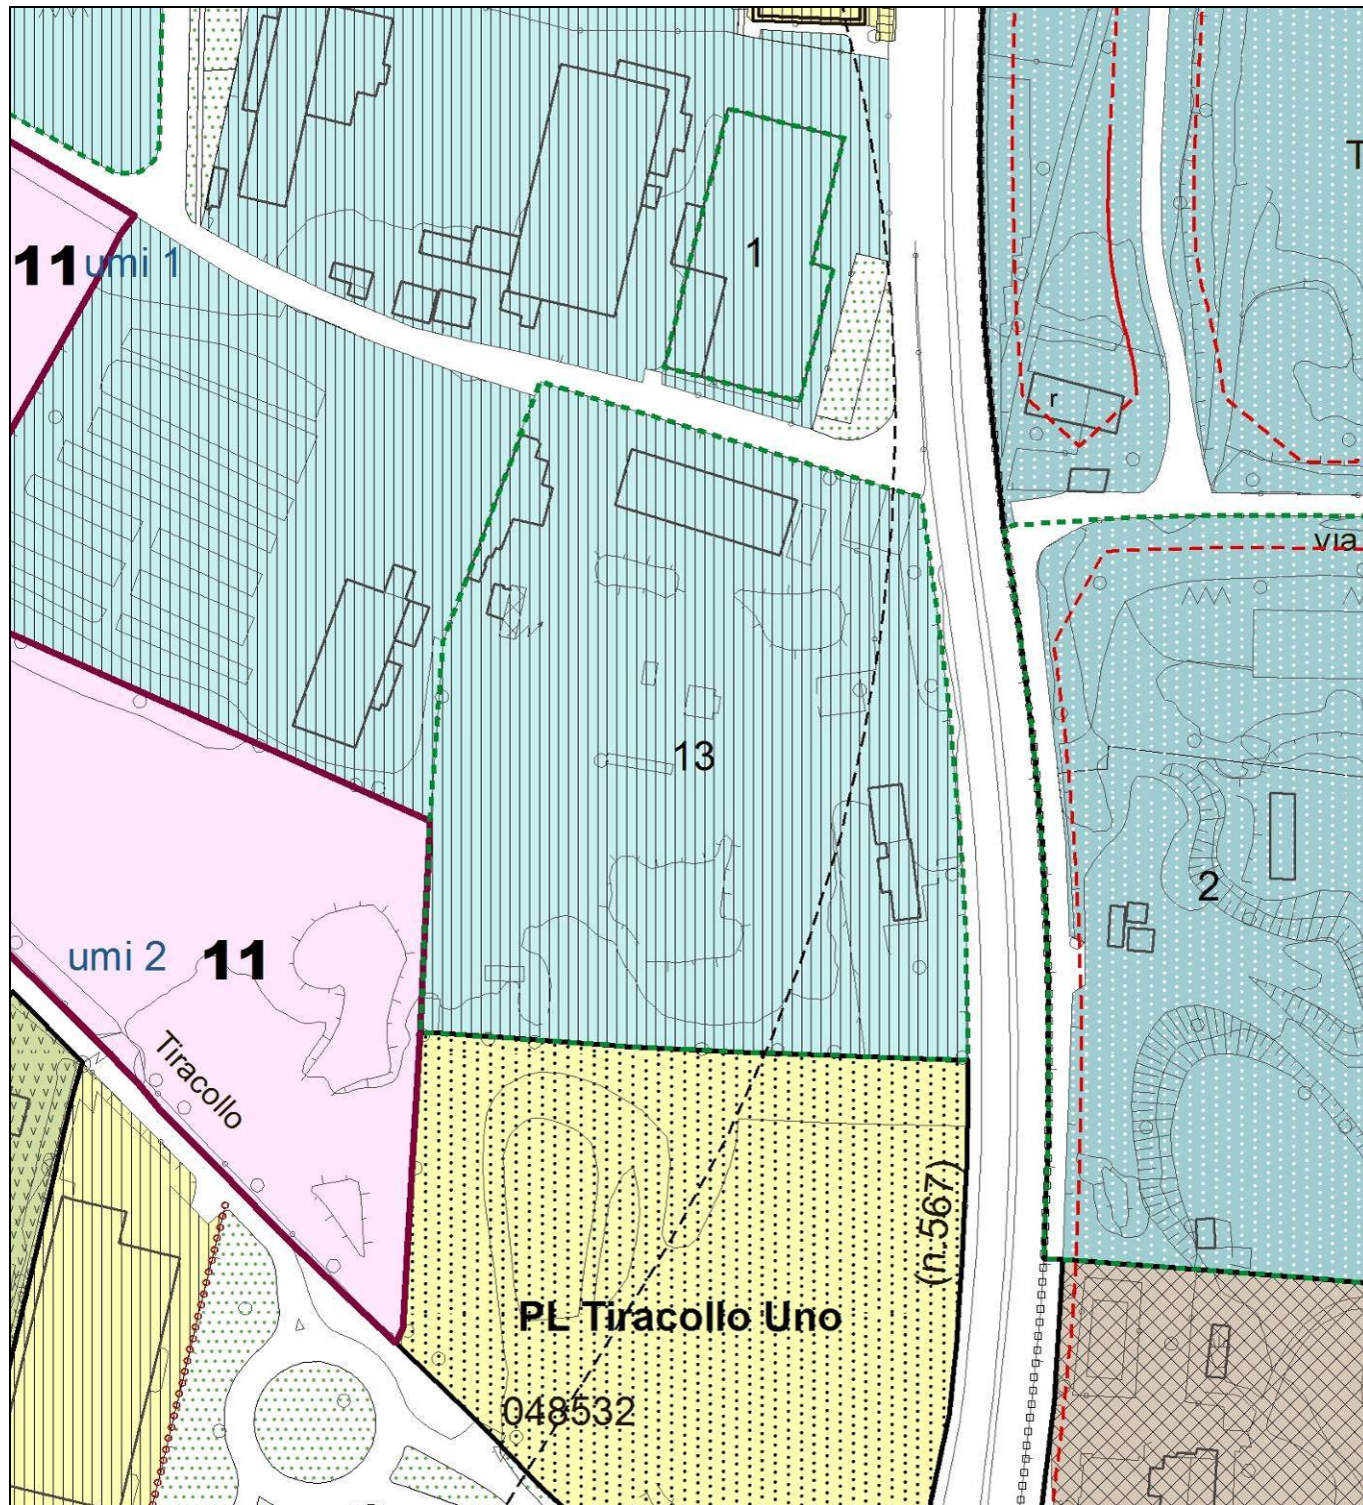 T
1
11 umi 1
r
via
13
2
umi 2 11
Tiracollo
(n.567)
PL Tiracollo Uno
048532